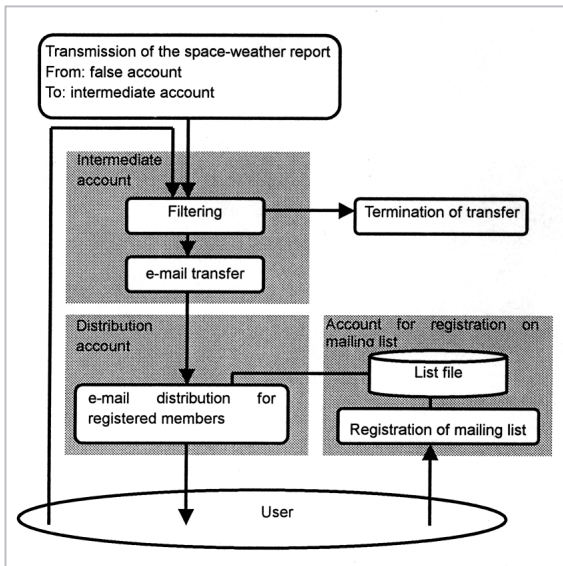 Transmission of the space-weather report
From: false account
To: intermediate account
Intermediate
account
Filtering
Termination of transfer
e-mail transfer
Distribution
account
Account for registration on
mailing list
List file
e-mail distribution for
registered members
Registration of mailing list
User